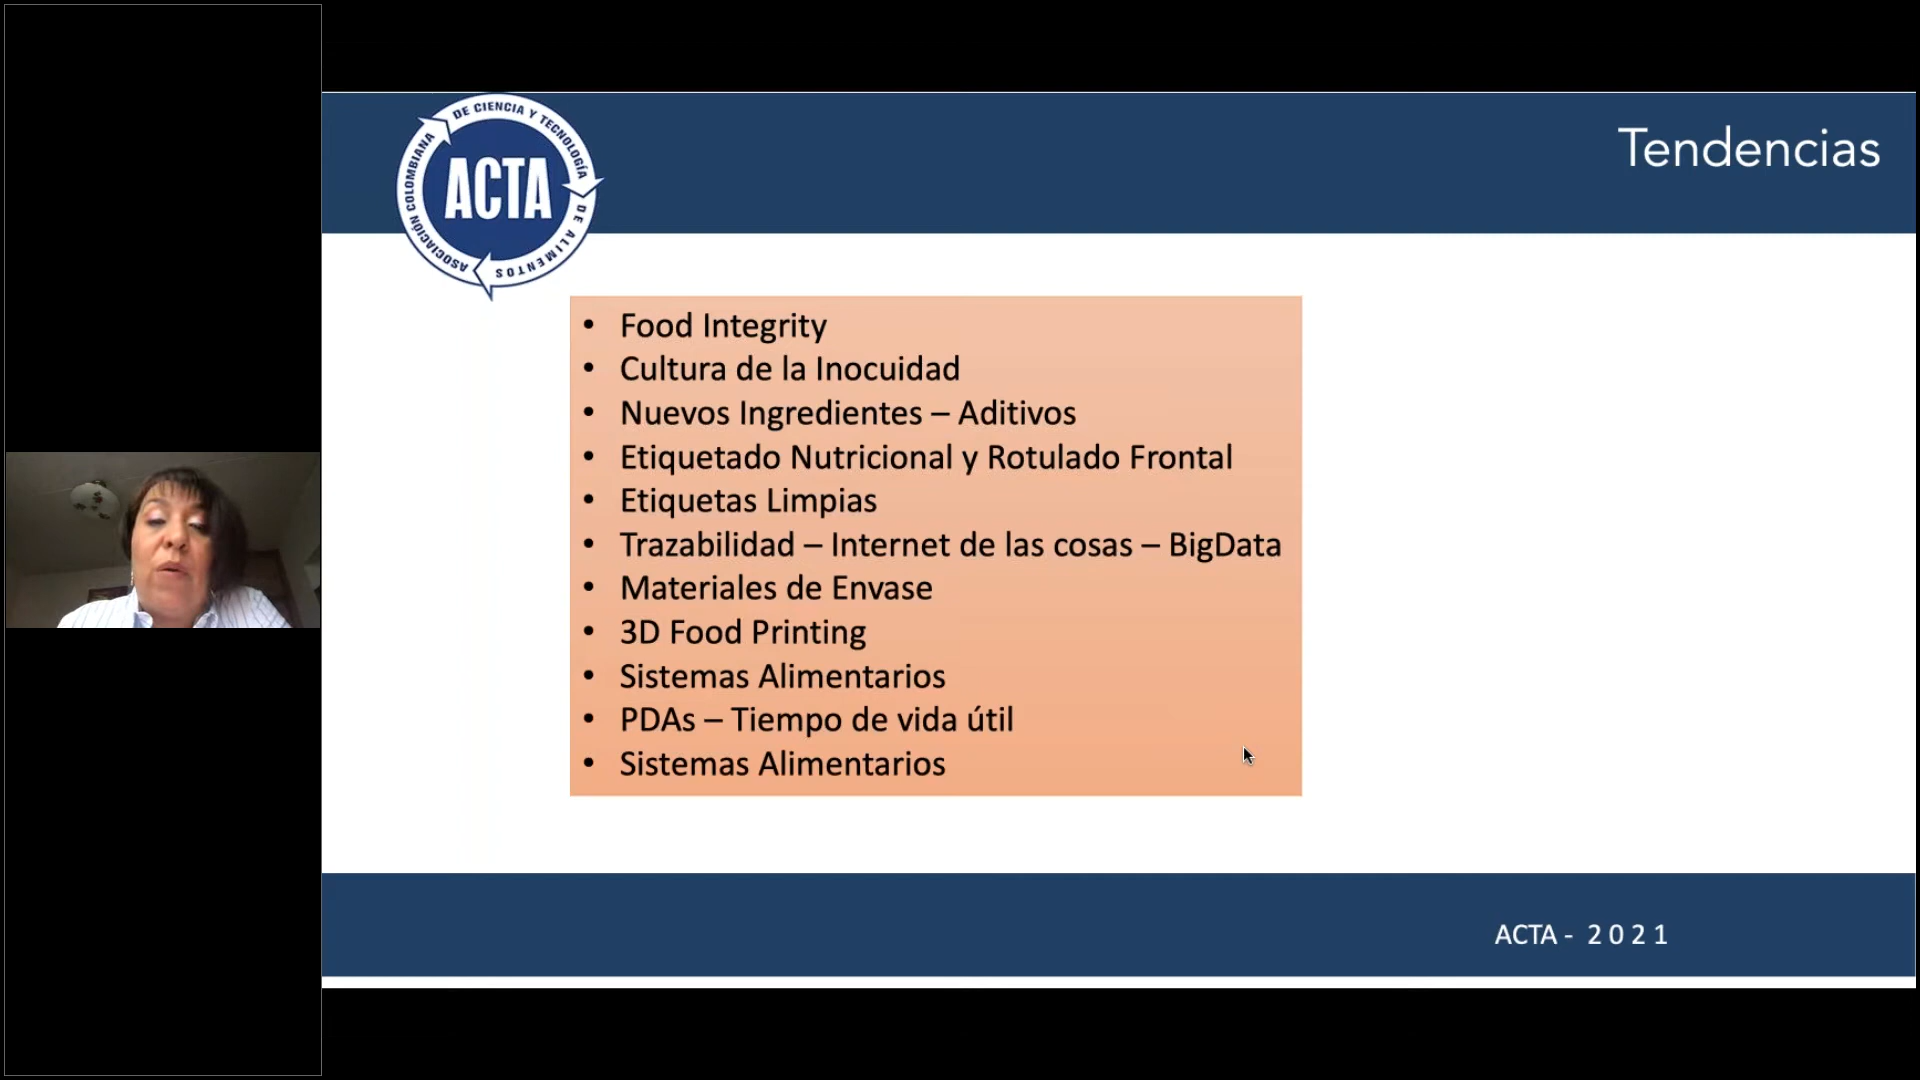 ASOCIACIÓN COLOMBIANA DE CIENCIA Y TECNOLOGÍA DE ALIMENTOS
ACTA
Tendencias
• Food Integrity
• Cultura de la Inocuidad
• Nuevos Ingredientes – Aditivos
• Etiquetado Nutricional y Rotulado Frontal
• Etiquetas Limpias
• Trazabilidad – Internet de las cosas – BigData
• Materiales de Envase
• 3D Food Printing
• Sistemas Alimentarios
• PDAs – Tiempo de vida útil
• Sistemas Alimentarios
ACTA - 2 0 2 1